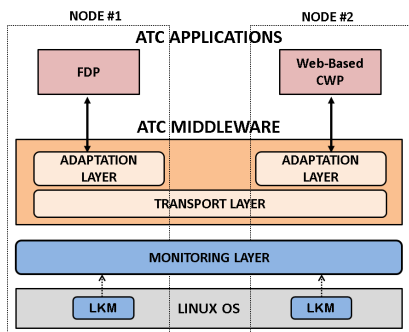 NODE #1
NODE #2
ATC APPLICATIONS
FDP
Web-Based
CWP
ATC MIDDLEWARE
ADAPTATION
LAYER
ADAPTATION
LAYER
TRANSPORT LAYER
MONITORING LAYER
LKM
LINUX OS
LKM